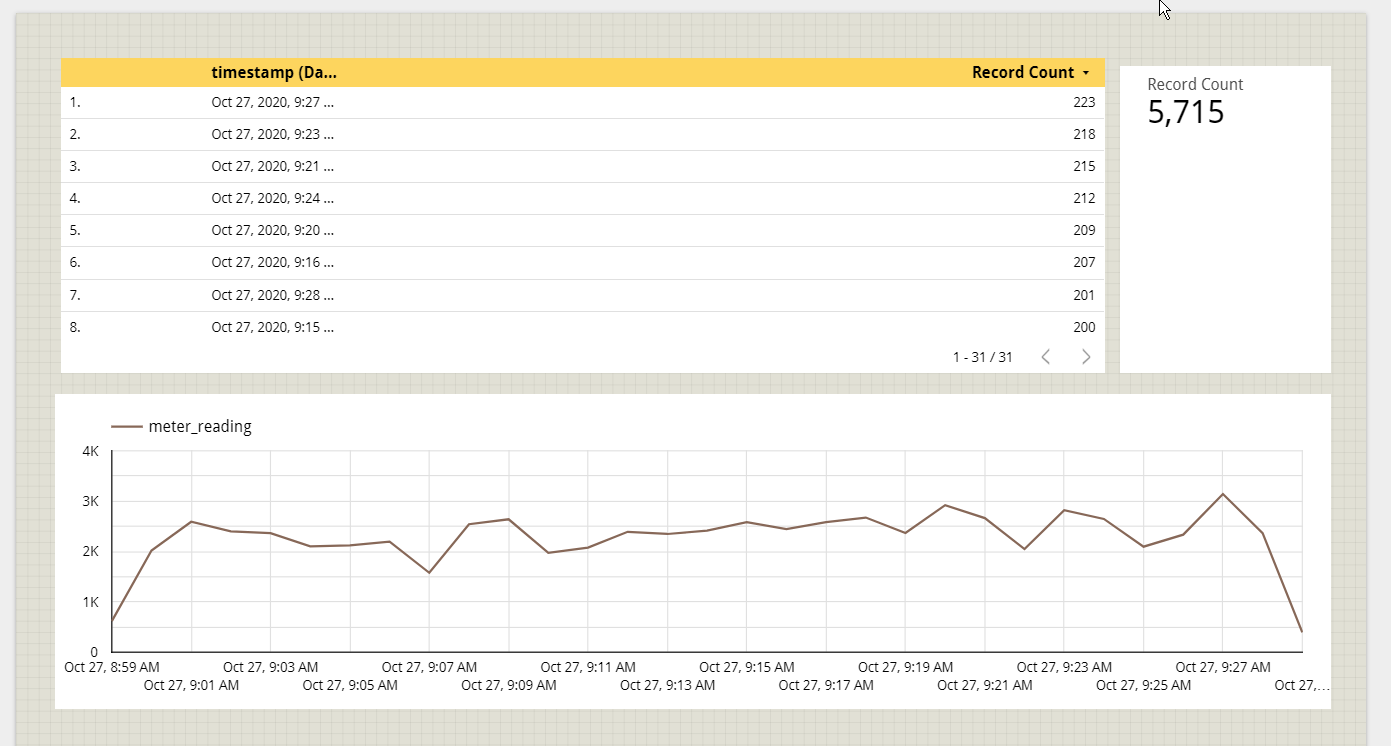 timestamp (Da... Record Count
1. Oct 27, 2020, 9:27 ... 223
2. Oct 27, 2020, 9:23 ... 218
3. Oct 27, 2020, 9:21 ... 215
4. Oct 27, 2020, 9:24 ... 212
5. Oct 27, 2020, 9:20 ... 209
6. Oct 27, 2020, 9:16 ... 207
7. Oct 27, 2020, 9:28 ... 201
8. Oct 27, 2020, 9:15 ... 200
1 - 31 / 31
Record Count
5,715
meter_reading
4K
3K
2K
1K
0
Oct 27, 8:59 AM Oct 27, 9:03 AM Oct 27, 9:07 AM Oct 27, 9:11 AM Oct 27, 9:15 AM Oct 27, 9:19 AM Oct 27, 9:23 AM Oct 27, 9:27 AM
Oct 27, 9:01 AM Oct 27, 9:05 AM Oct 27, 9:09 AM Oct 27, 9:13 AM Oct 27, 9:17 AM Oct 27, 9:21 AM Oct 27, 9:25 AM Oct 27,...